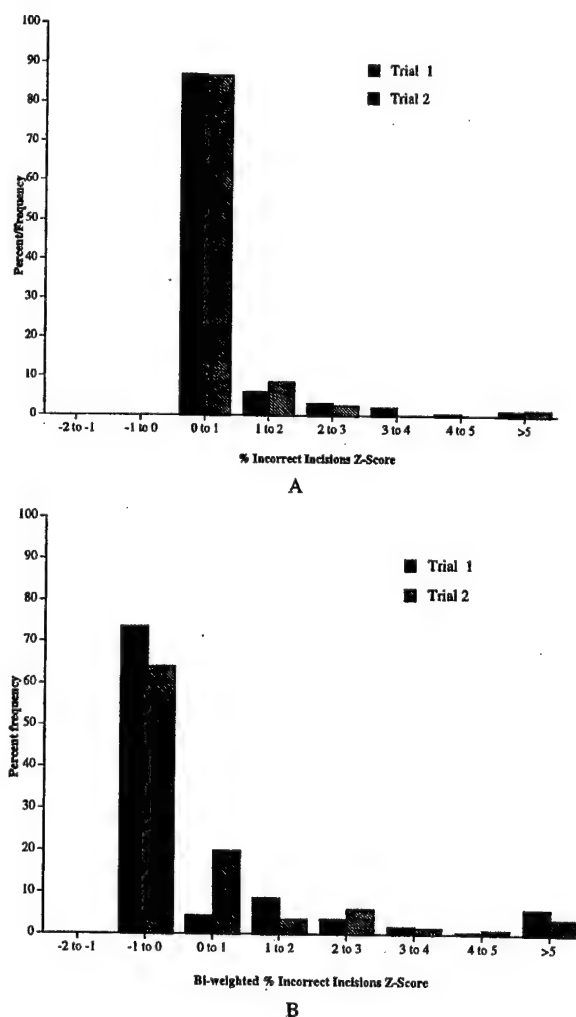 100
90
80
70
60
50
40
30
20
10
0
Percent/Frequency
Trial 1
Trial 2
-2 to -1 -1 to 0 0 to 1 1 to 2 2 to 3 3 to 4 4 to 5 >5
% Incorrect Incisions Z-Score
A
100
90
80
70
60
50
40
30
20
10
0
Percent frequency
Trial 1
Trial 2
-2 to -1 -1 to 0 0 to 1 1 to 2 2 to 3 3 to 4 4 to 5 >5
Bi-weighted % Incorrect Incisions Z-Score
B